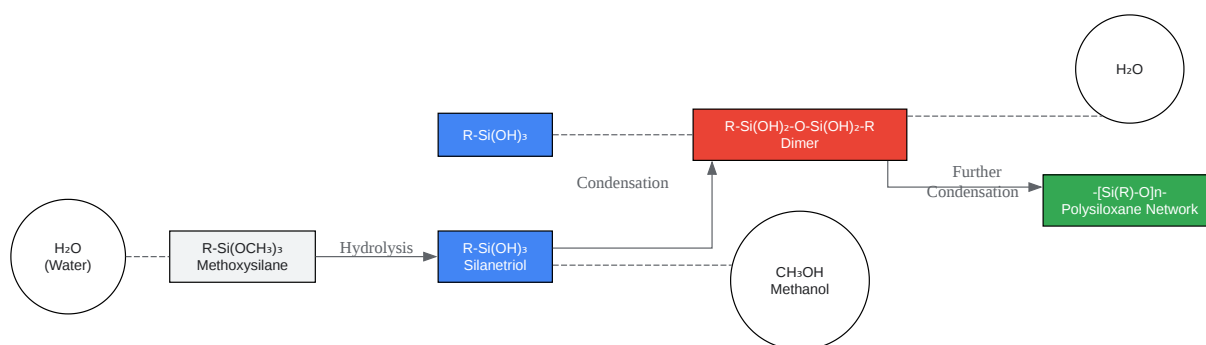 H₂O
R-Si(OH)₃
R-Si(OH)₂-O-Si(OH)₂-R
Dimer
Condensation
Further
Condensation
-[Si(R)-O]n-
Polysiloxane Network
H₂O
(Water)
R-Si(OCH₃)₃
Methoxysilane
Hydrolysis
R-Si(OH)₃
Silanetriol
CH₃OH
Methanol